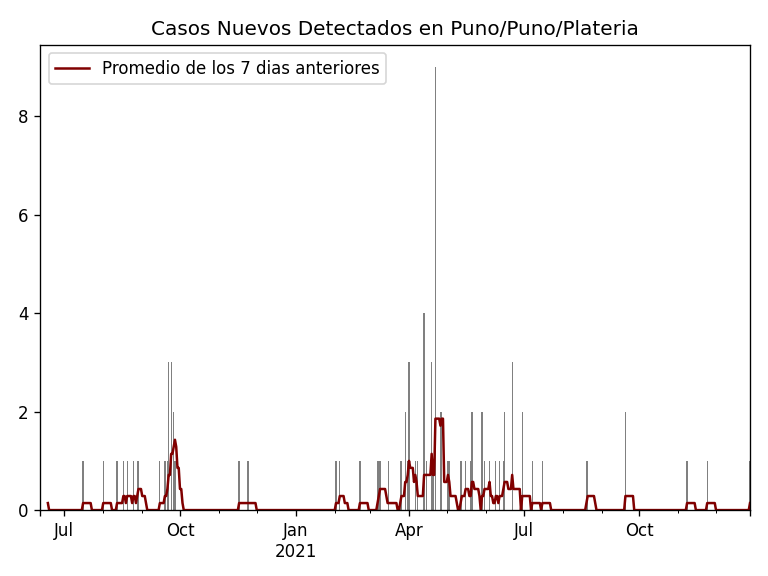 Casos Nuevos Detectados en Puno/Puno/Plateria
Promedio de los 7 dias anteriores
8
6
4
2
0
Jul
Oct
Jan
2021
Apr
Jul
Oct